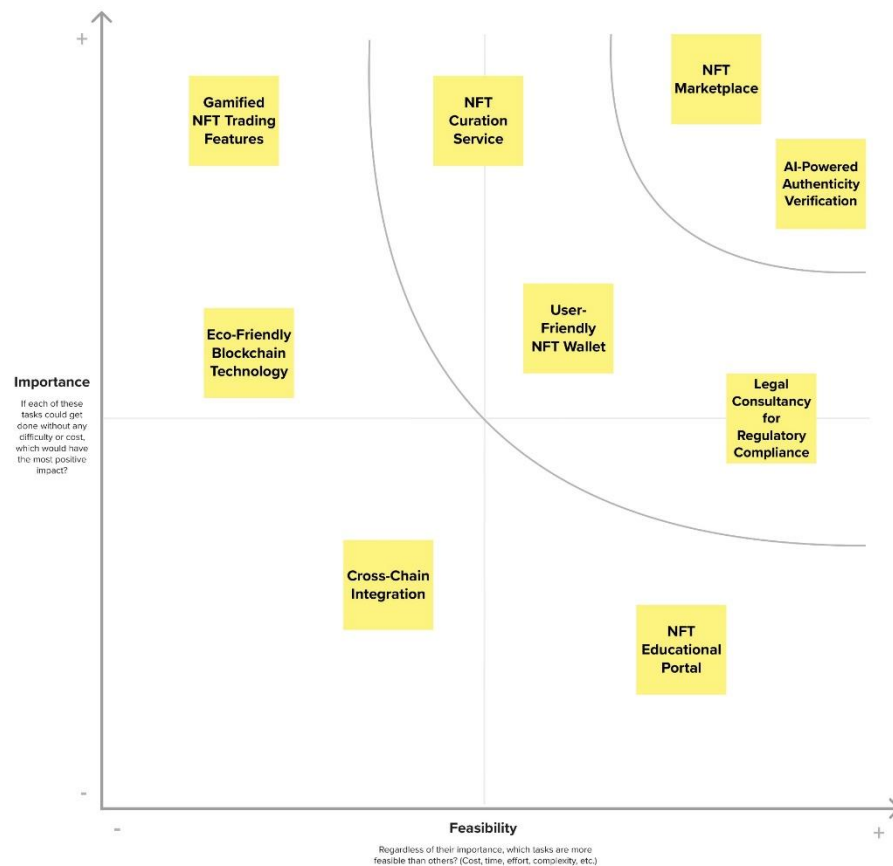 +
Gamified
NFT Trading
Features
NFT
Curation
Service
NFT
Marketplace
AI-Powered
Authenticity
Verification
Eco-Friendly
Blockchain
Technology
User-
Friendly
NFT Wallet
Importance
If each of these
tasks could get
done without any
difficulty or cost,
which would have
the most positive
impact?
Legal
Consultancy
for
Regulatory
Compliance
Cross-Chain
Integration
NFT
Educational
Portal
-
-
Feasibility
+
Regardless of their importance, which tasks are more
feasible than others? (Cost, time, effort, complexity, etc.)